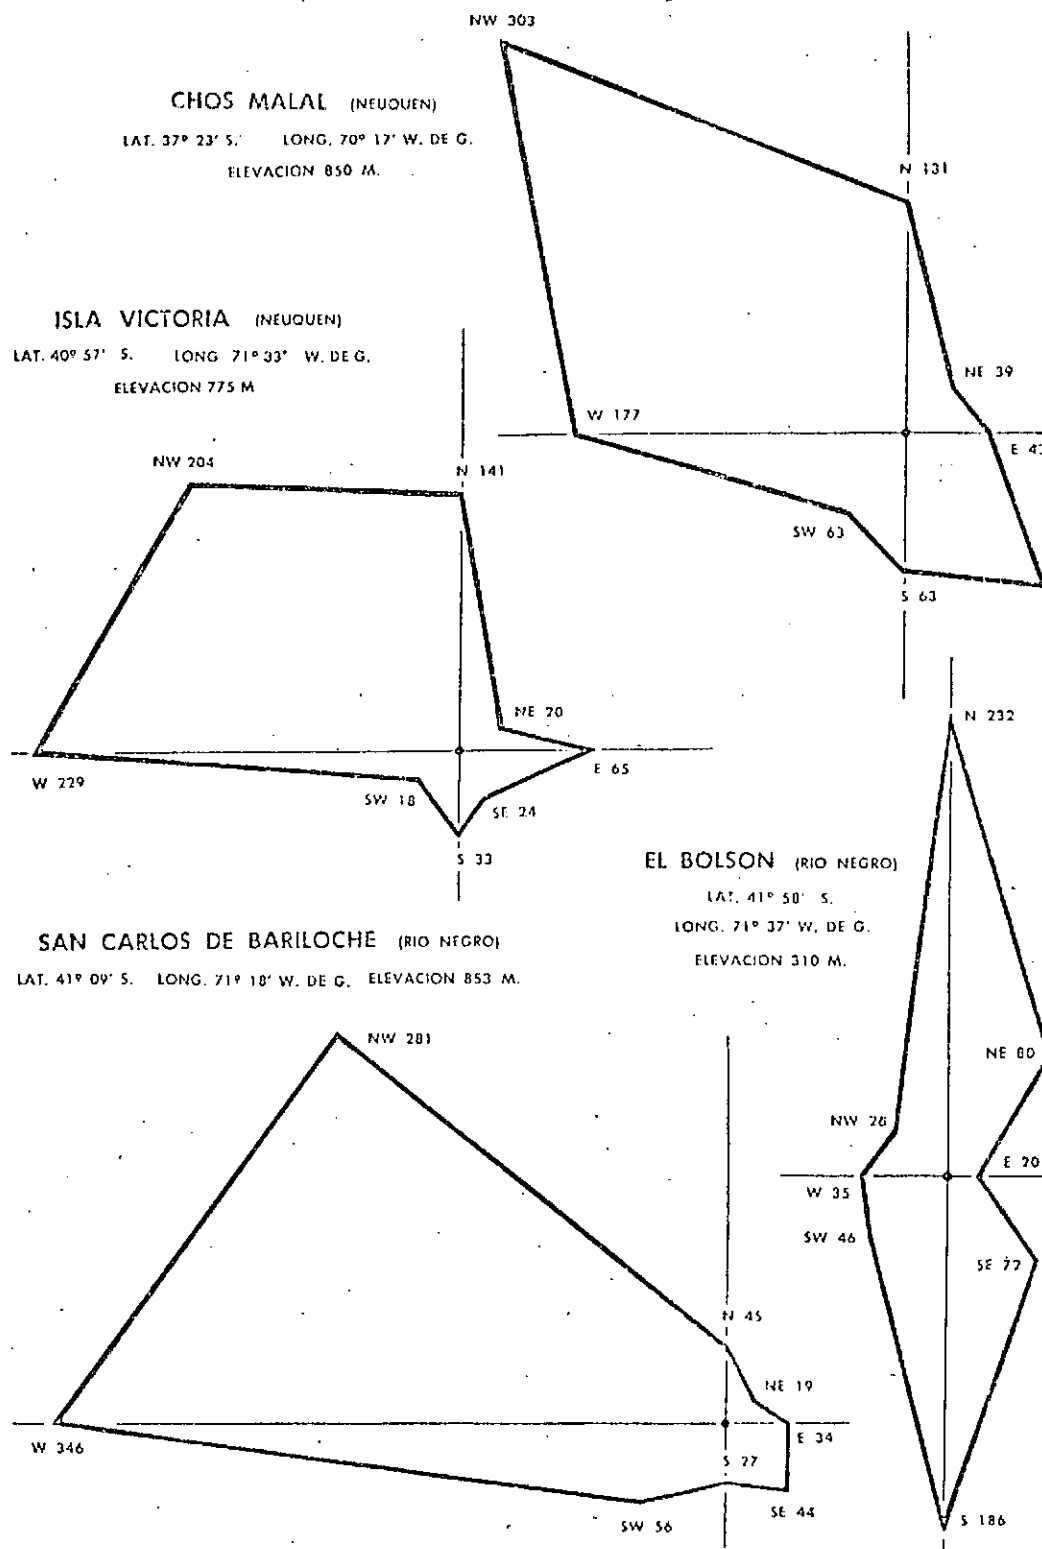 NW 303
CHOS MALAL (NEUQUEN)
LAT. 37º 23' S. LONG. 70º 17' W. DE G.
ELEVACION 850 M.
N 131
NE 39
W 177
SW 63
S 63
ISLA VICTORIA (NEUQUEN)
LAT. 40º 57' S. LONG 71º 33' W. DE G.
ELEVACION 775 M
NW 204
N 141
NE 20
E 65
W 229
SW 18
SE 24
S 33
EL BOLSON (RIO NEGRO)
LAT. 41º 58' S.
LONG. 71º 37' W. DE G.
ELEVACION 310 M.
N 232
NE 80
NW 28
E 20
W 35
SW 46
SE 72
S 186
SAN CARLOS DE BARILOCHE (RIO NEGRO)
LAT. 41º 09' S. LONG. 71º 18' W. DE G. ELEVACION 853 M.
NW 281
N 45
NE 19
W 346
E 34
S 27
SE 44
SW 56